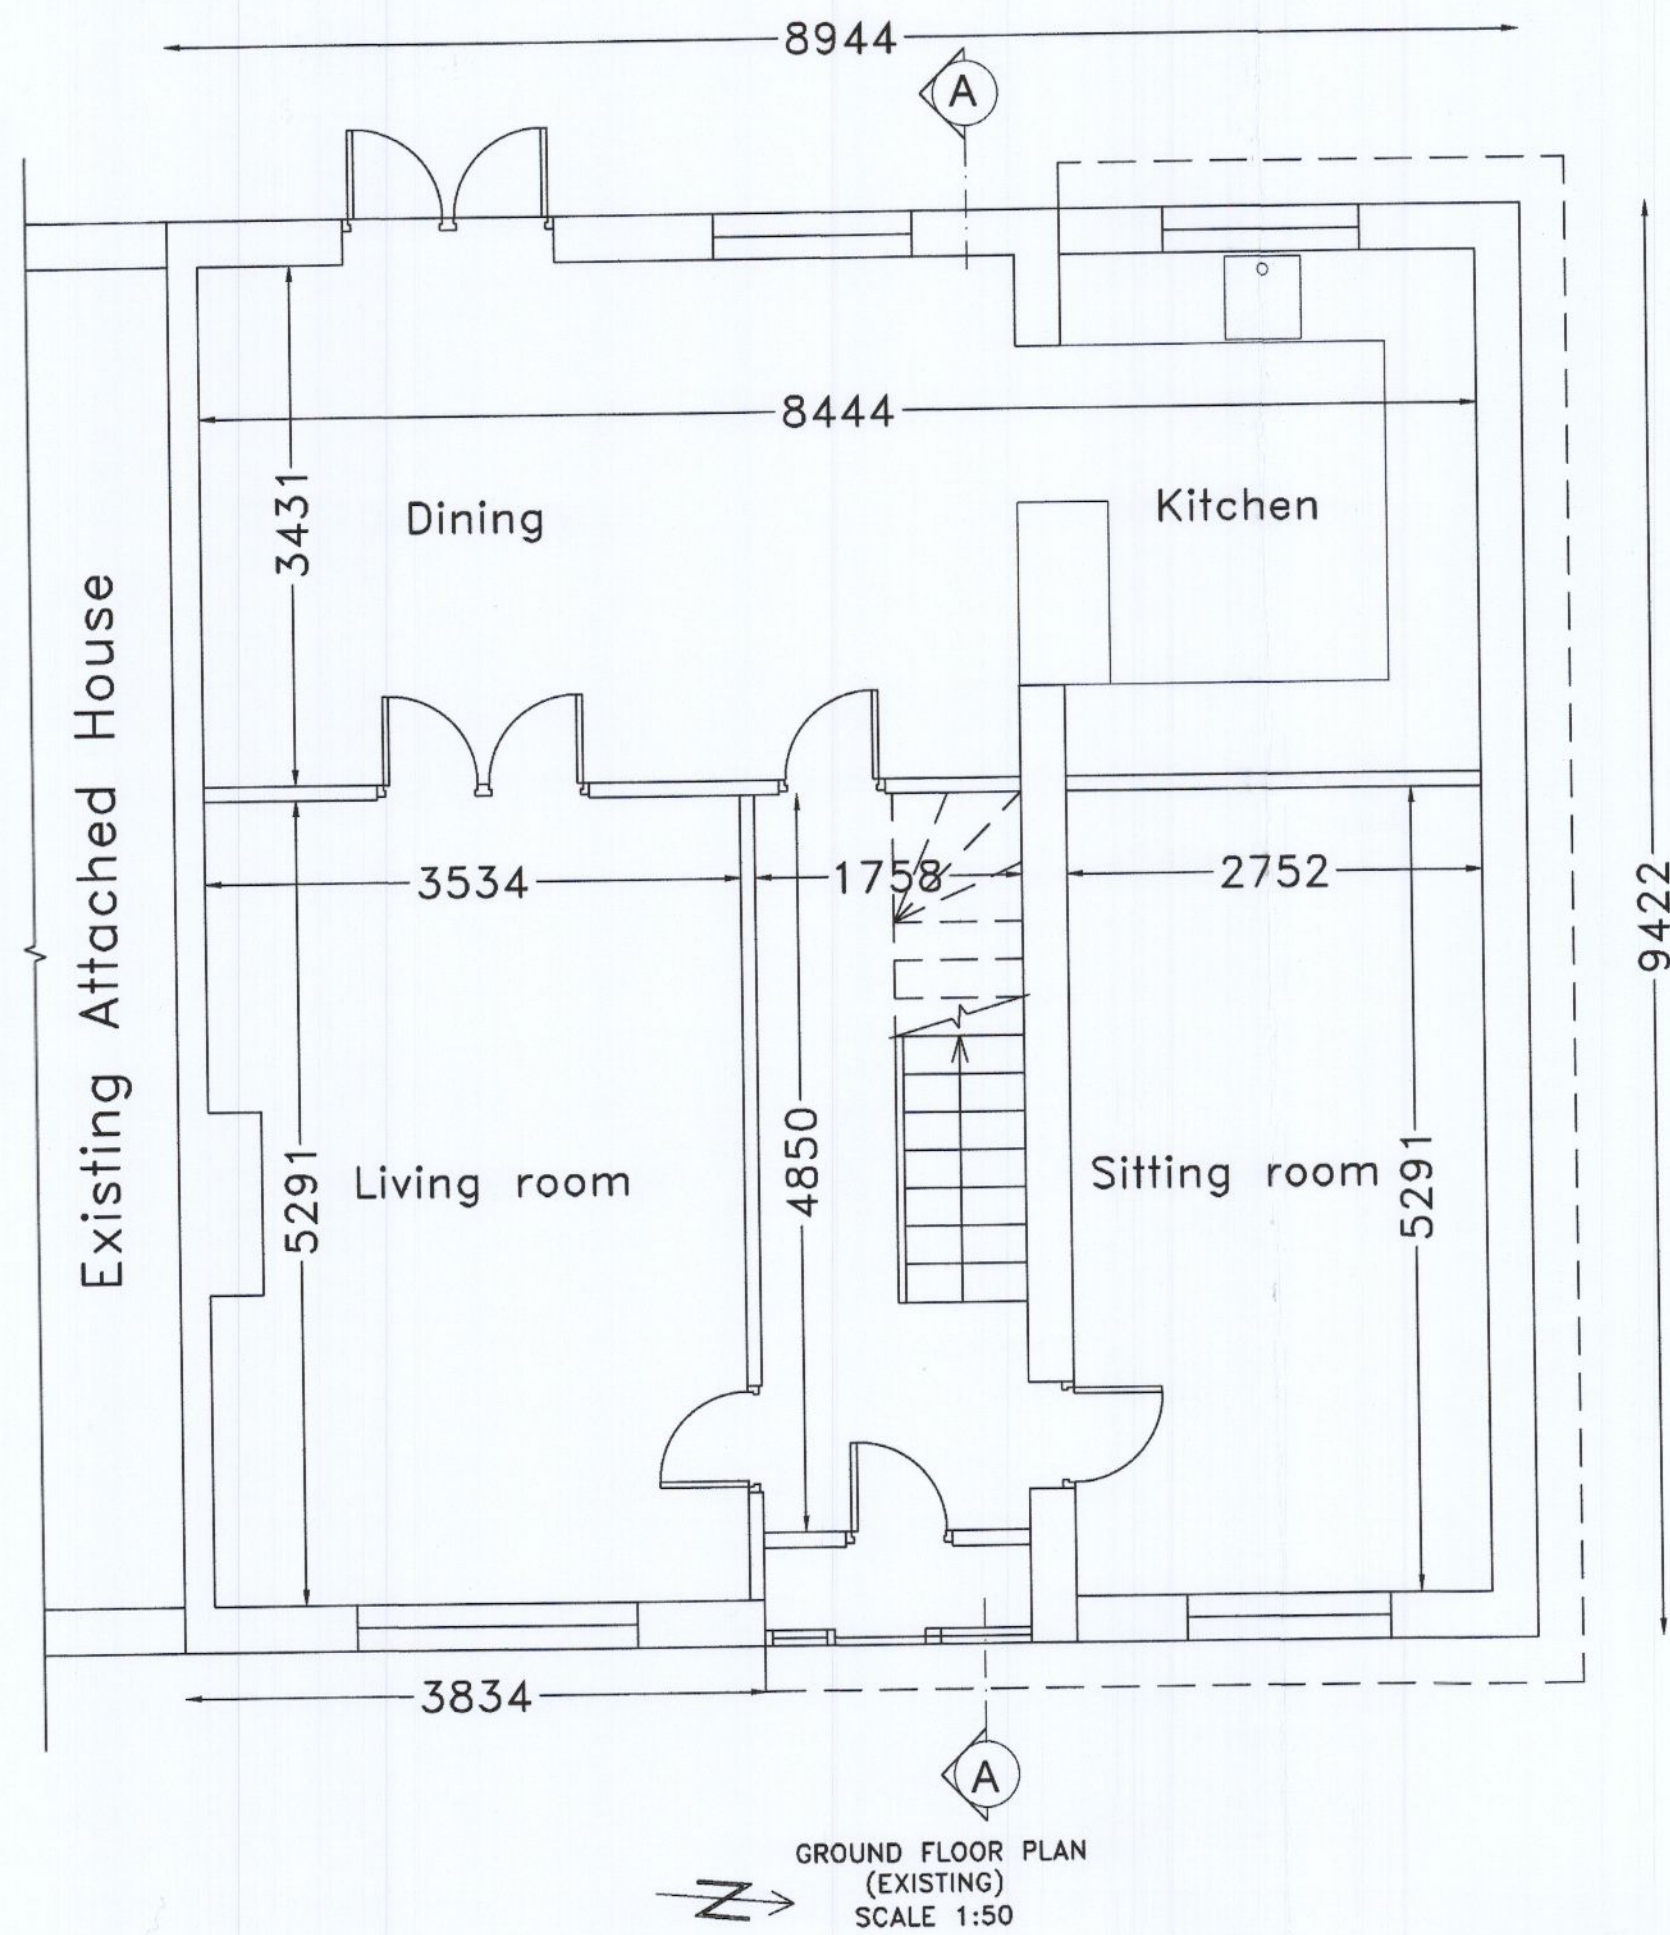 8944
A
8444
3431
Dining
Kitchen
Existing Attached House
3534
1758
2752
9422
4850
5291
Living room
Sitting room
5291
3834
A
N
GROUND FLOOR PLAN
(EXISTING)
SCALE 1:50